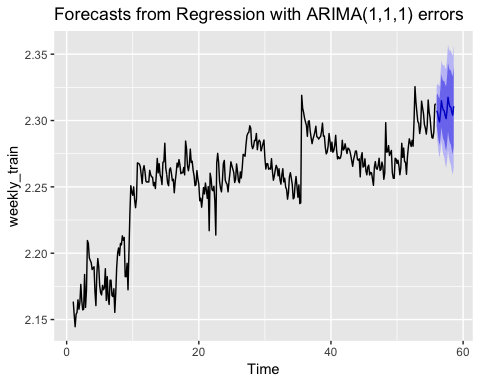 Forecasts from Regression with ARIMA(1,1,1) errors
2.35
2.30
2.25
2.20
2.15
weekly_train
0 20 40 60
Time